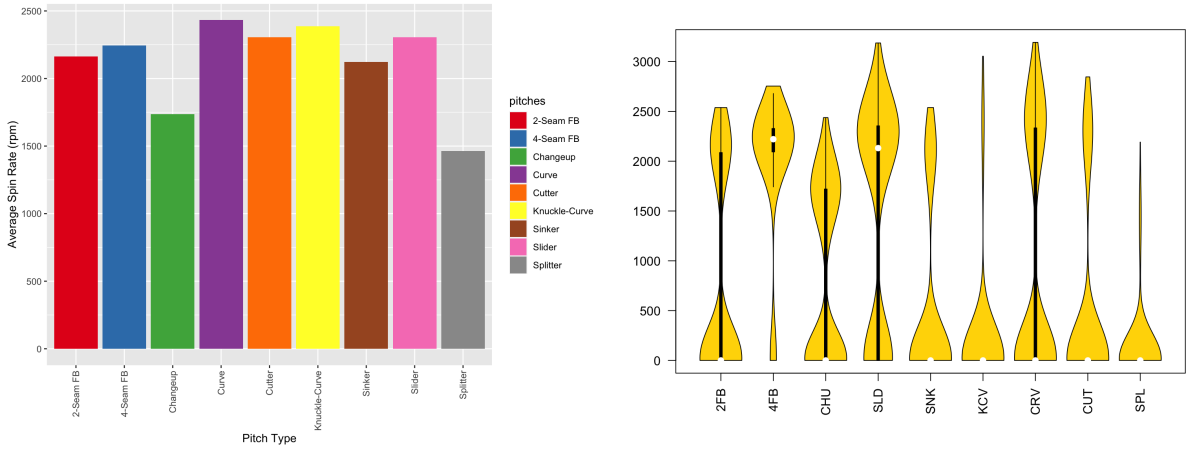 2500
2000
1500
1000
500
0
Average Spin Rate (rpm)
2-Seam FB
4-Seam FB
Changeup
Curve
Cutter
Knuckle-Curve
Sinker
Slider
Splitter
Pitch Type
pitches
2-Seam FB
4-Seam FB
Changeup
Curve
Cutter
Knuckle-Curve
Sinker
Slider
Splitter
3000
2500
2000
1500
1000
500
0
2FB
4FB
CHU
SLD
SNK
KCV
CRV
CUT
SPL